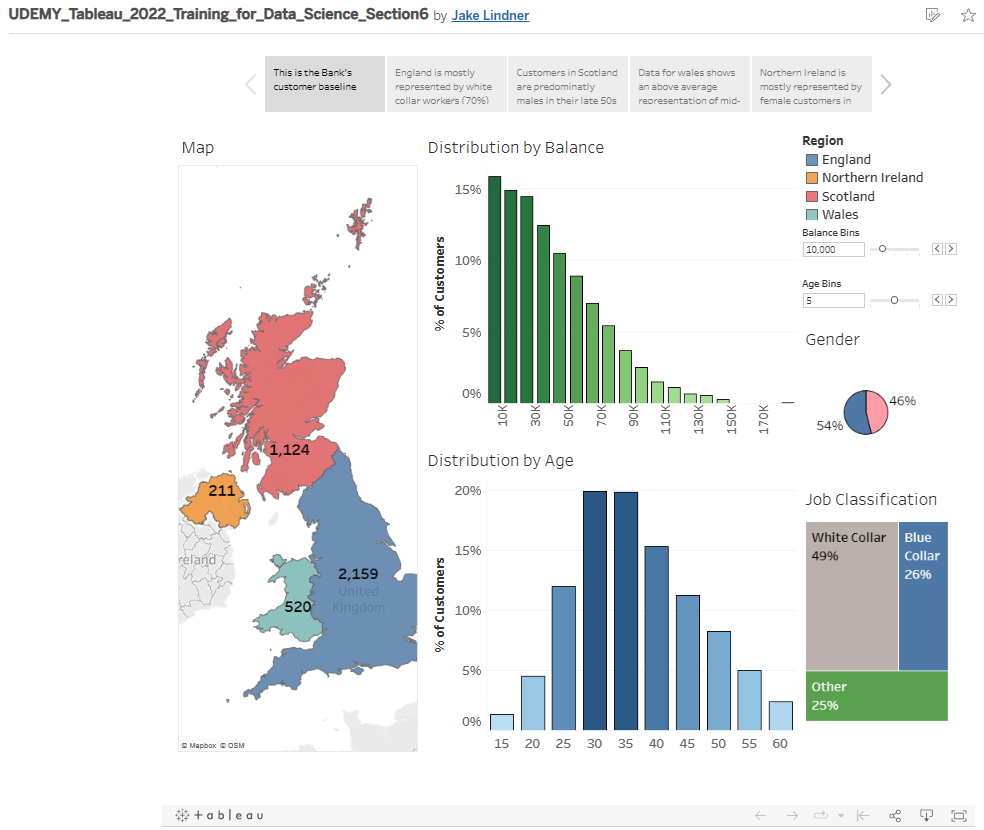 UDEMY_Tableau_2022_Training_for_Data_Science_Section6 by Jake Lindner
This is the Bank's
customer baseline
England is mostly
represented by white
collar workers (70%)
Customers in Scotland
are predominatly
males in their late 50s
Data for wales shows
an above average
representation of mid-
Northern Ireland is
mostly represented by
female customers in
Map
1,124
211
reland
2,159
United
Kingdom
520
© Mapbox © OSM
Distribution by Balance
% of Customers
15%
10%
5%
0%
10K
30K
50K
70K
90K
110K
130K
150K
170K
Distribution by Age
% of Customers
20%
15%
10%
5%
0%
15 20 25 30 35 40 45 50 55 60
Region
England
Northern Ireland
Scotland
Wales
Balance Bins
10,000
Age Bins
5
Gender
46%
54%
Job Classification
White Collar
49%
Blue
Collar
26%
Other
25%
+ a b l e a u